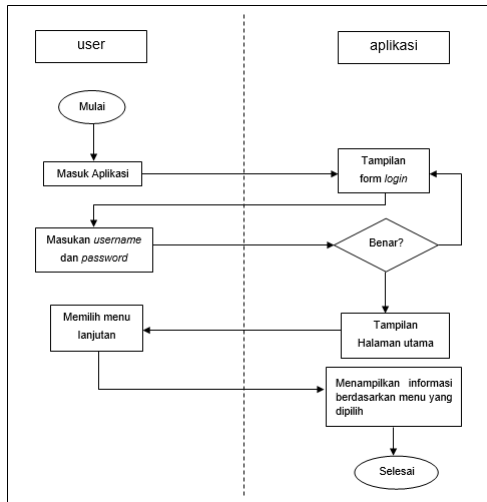 user
aplikasi
Mulai
Masuk Aplikasi
Tampilan
form login
Masukan username
dan password
Benar?
Memilih menu
lanjutan
Tampilan
Halaman utama
Menampilkan informasi
berdasarkan menu yang
dipilih
Selesai